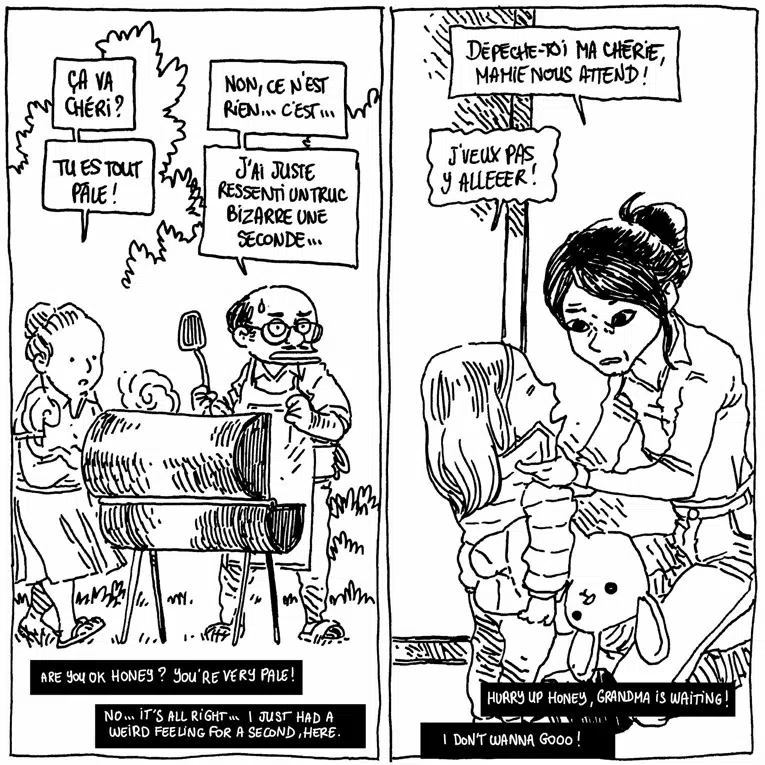 ÇA VA
CHÉRI?
TU ES TOUT
PÂLE!
NON, CE N'EST
RIEN... C'EST...
J'AI JUSTE
RESSENTI UN TRUC
BIZARRE UNE
SECONDE...
ARE YOU OK HONEY? YOU'RE VERY PALE!
NO... IT'S ALL RIGHT... I JUST HAD A
WEIRD FEELING FOR A SECOND, HERE.
DÉPÊCHE-TOI MA CHÉRIE,
MAMIE NOUS ATTEND!
J'VEUX PAS
Y ALLEEER!
HURRY UP HONEY, GRANDMA IS WAITING!
I DON'T WANNA GOOO!